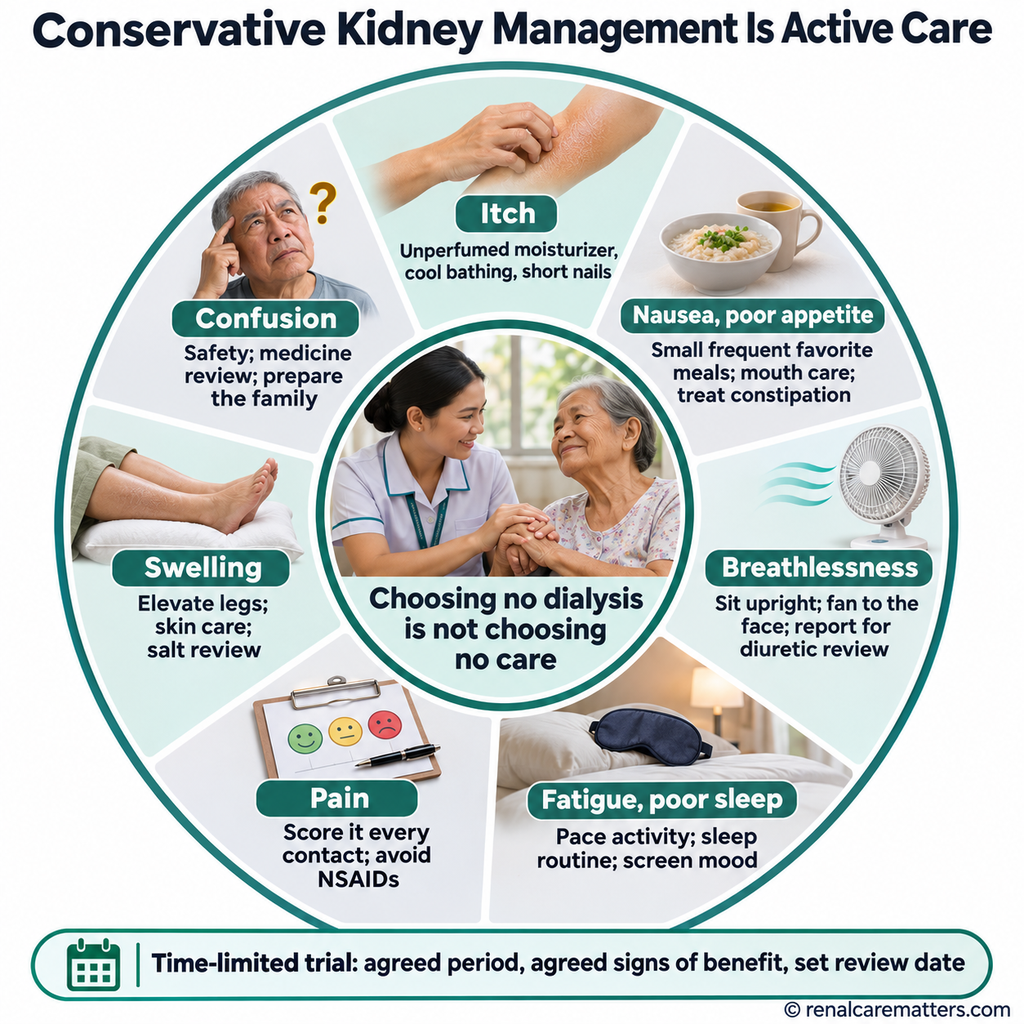 Conservative Kidney Management Is Active Care
Itch
Unperfumed moisturizer,
cool bathing, short nails
Nausea, poor appetite
Small frequent favorite
meals; mouth care;
treat constipation
Breathlessness
Sit upright; fan to the
face; report for
diuretic review
Fatigue, poor sleep
Pace activity; sleep
routine; screen mood
Pain
Score it every
contact; avoid
NSAIDs
Swelling
Elevate legs;
skin care;
salt review
Confusion
Safety; medicine
review; prepare
the family
?
Choosing no dialysis
is not choosing
no care
Time-limited trial: agreed period, agreed signs of benefit, set review date
© renalcarematters.com